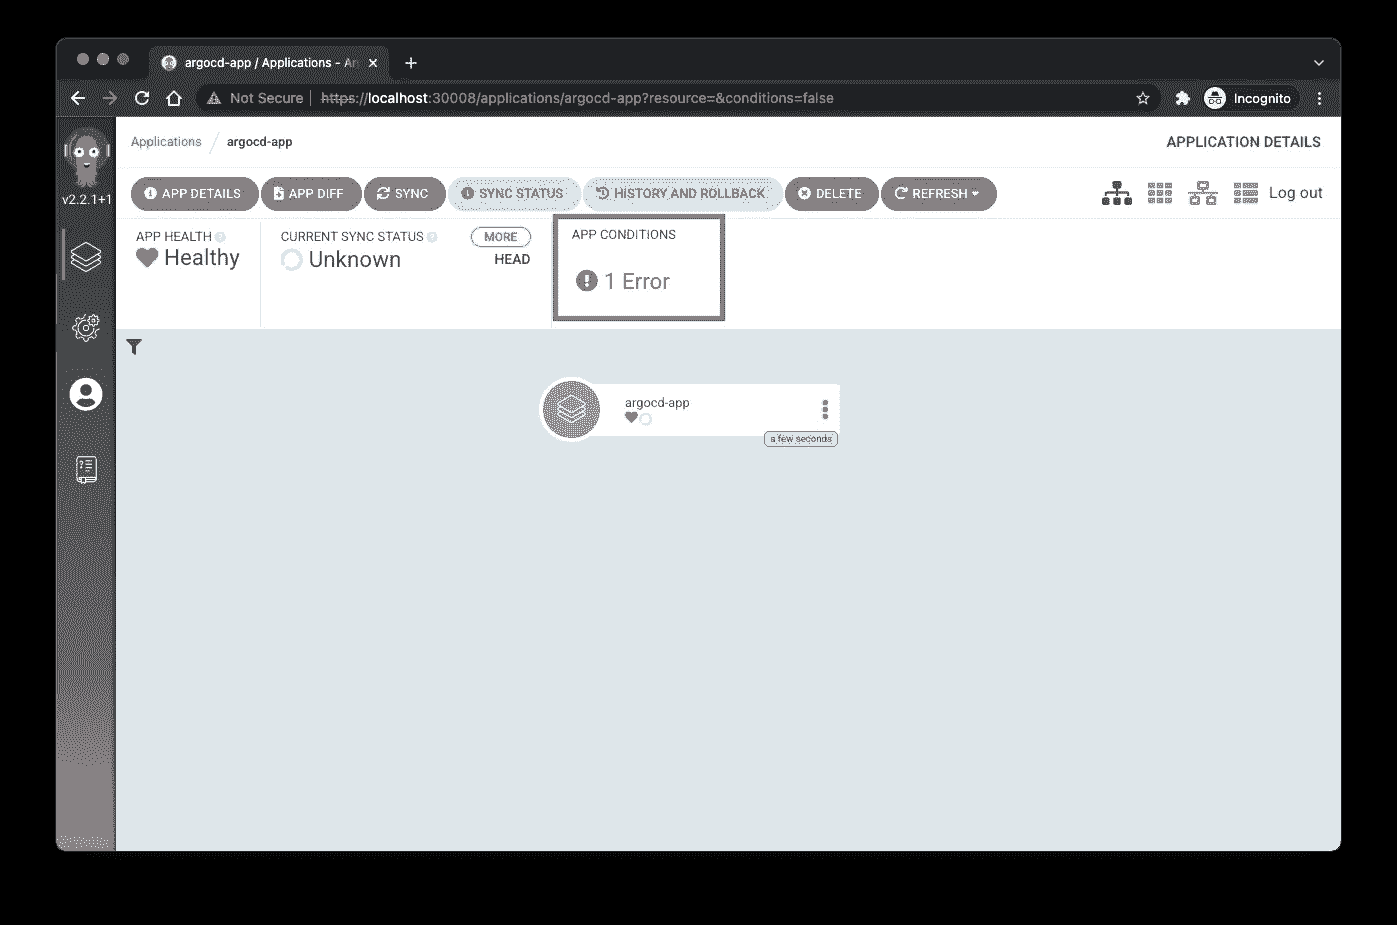 argocd-app / Applications - Ar
Not Secure https://localhost:30008/applications/argocd-app?resource=&conditions=false Incognito
v2.2.1+1
Applications / argocd-app APPLICATION DETAILS
APP DETAILS APP DIFF SYNC SYNC STATUS HISTORY AND ROLLBACK DELETE REFRESH Log out
APP HEALTH
Healthy
CURRENT SYNC STATUS MORE
Unknown HEAD
APP CONDITIONS
1 Error
argocd-app
a few seconds